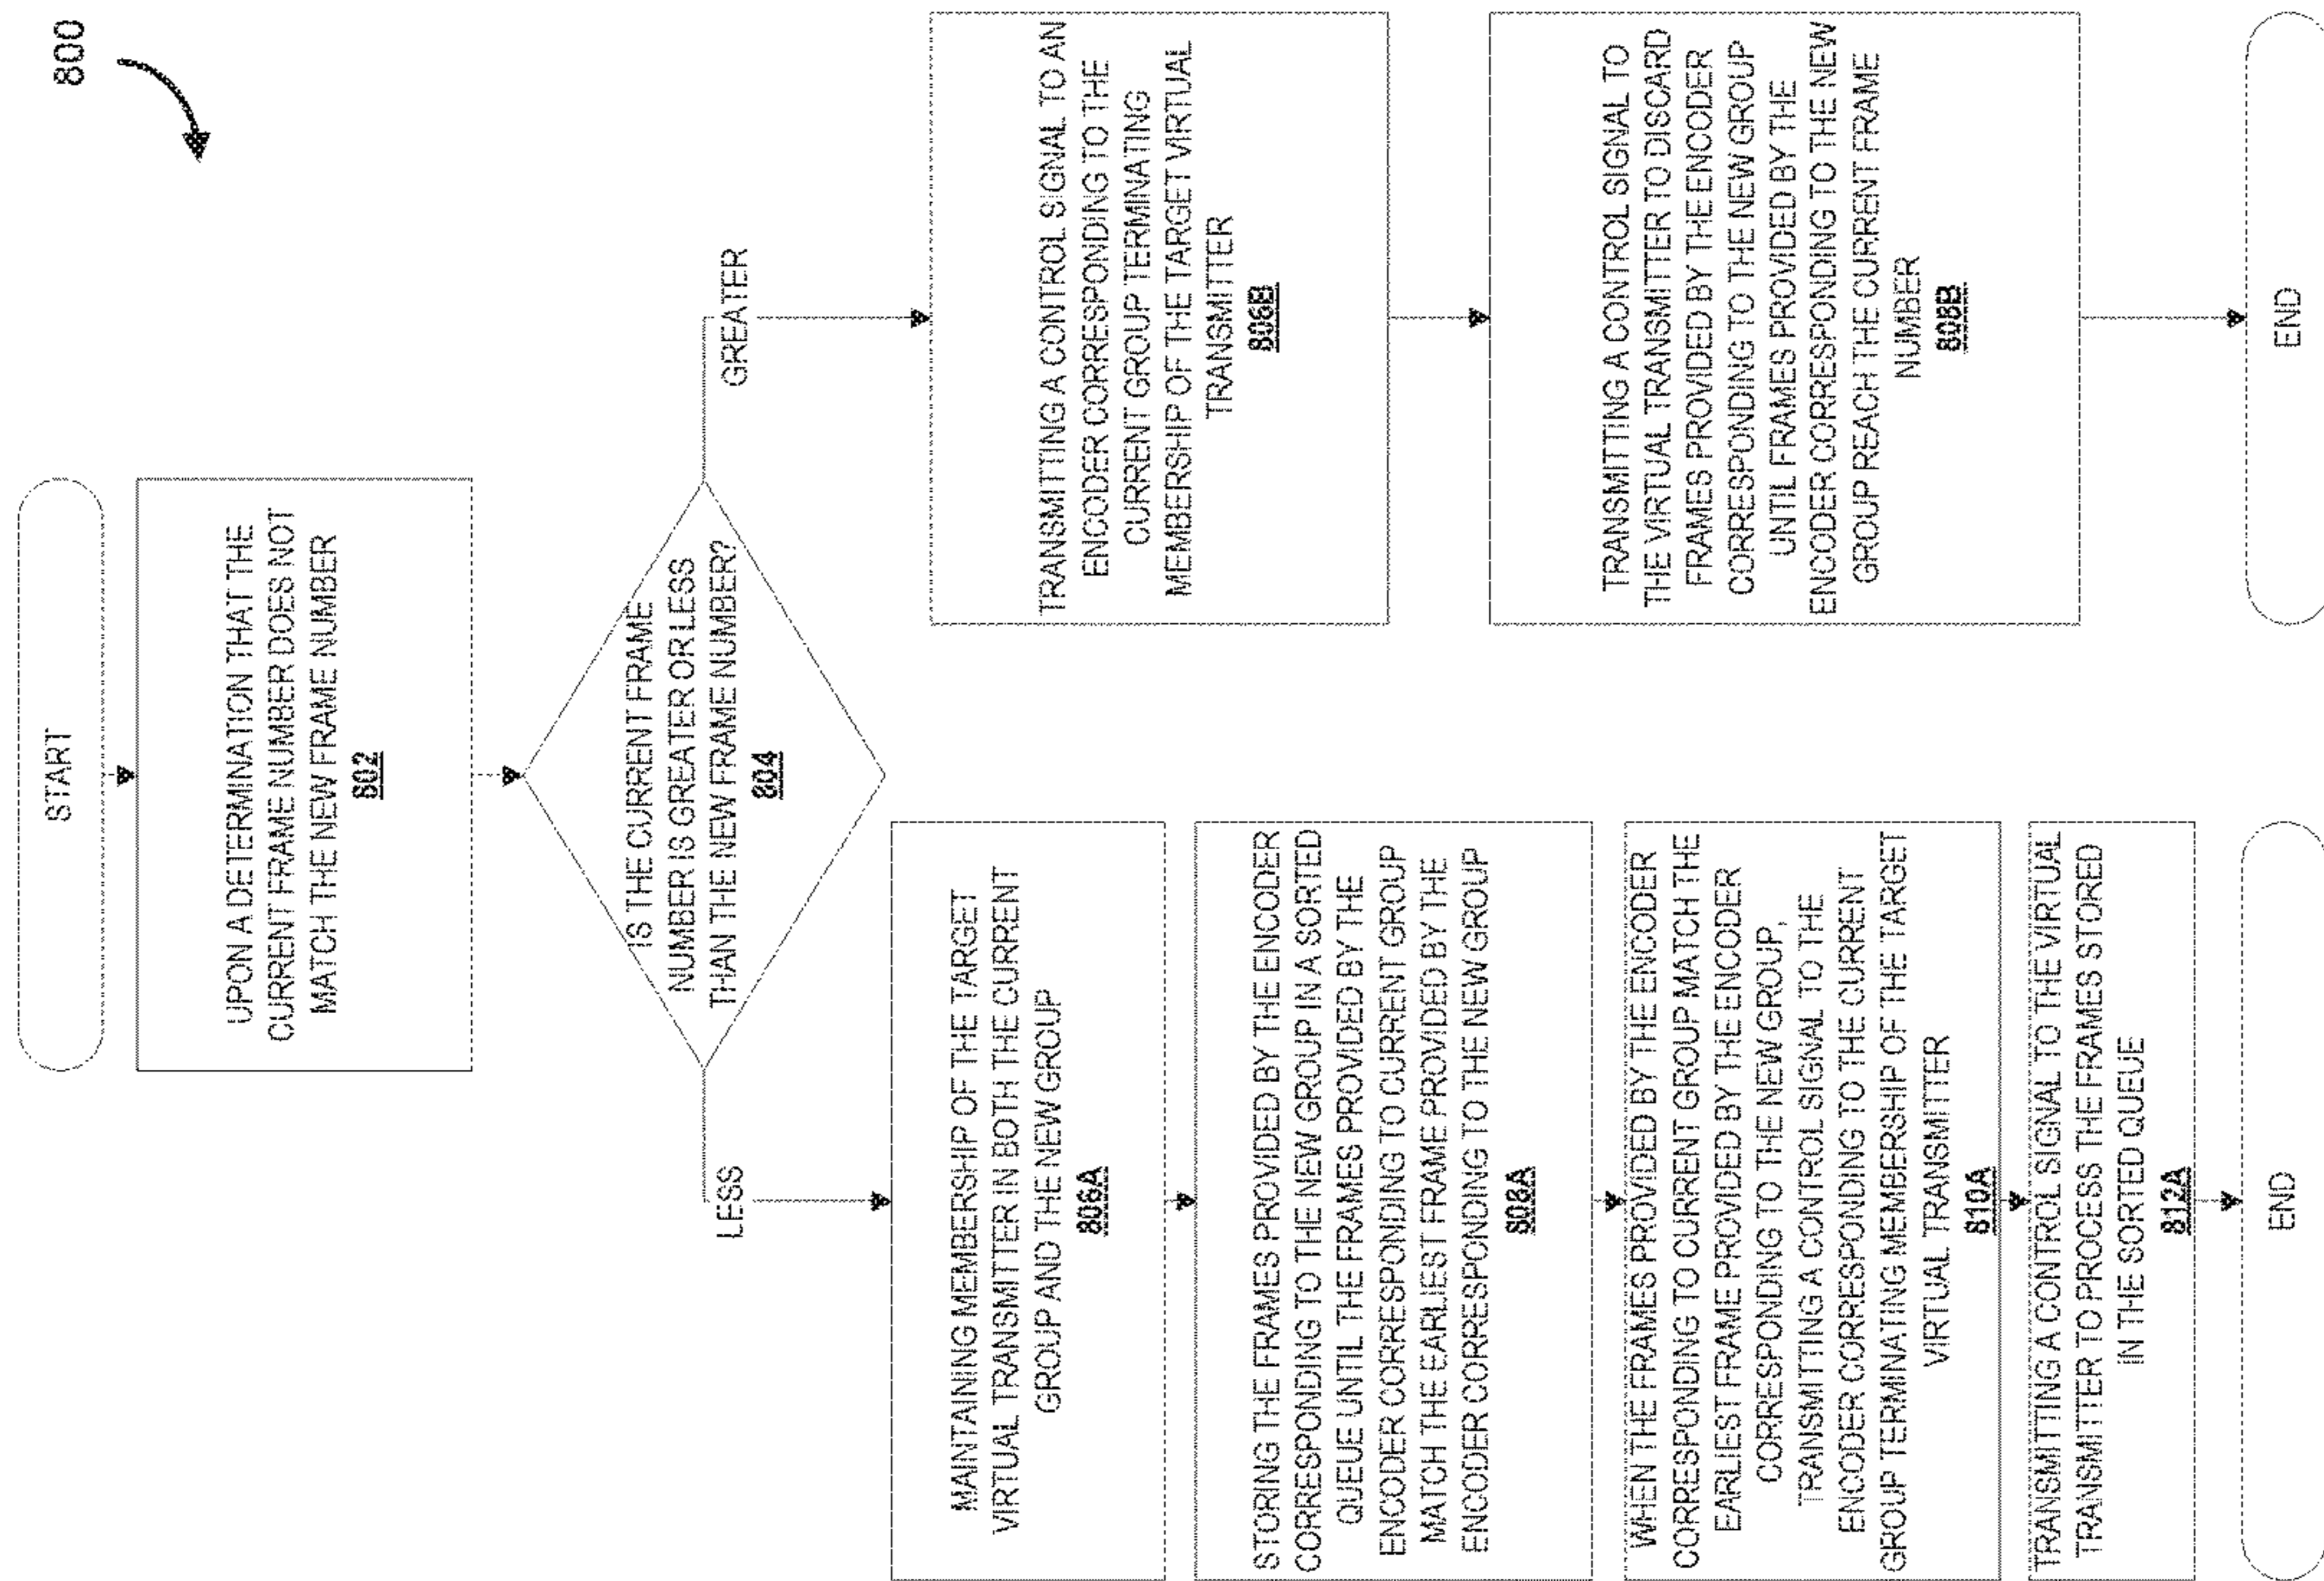 800
START
UPON A DETERMINATION THAT THE
CURRENT FRAME NUMBER DOES NOT
MATCH THE NEW FRAME NUMBER
802
IS THE CURRENT FRAME
NUMBER IS GREATER OR LESS
THAN THE NEW FRAME NUMBER?
804
LESS
GREATER
MAINTAINING MEMBERSHIP OF THE TARGET
VIRTUAL TRANSMITTER IN BOTH THE CURRENT
GROUP AND THE NEW GROUP
806A
STORING THE FRAMES PROVIDED BY THE ENCODER
CORRESPONDING TO THE NEW GROUP IN A SORTED
QUEUE UNTIL THE FRAMES PROVIDED BY THE
ENCODER CORRESPONDING TO CURRENT GROUP
MATCH THE EARLIEST FRAME PROVIDED BY THE
ENCODER CORRESPONDING TO THE NEW GROUP
808A
WHEN THE FRAMES PROVIDED BY THE ENCODER
CORRESPONDING TO CURRENT GROUP MATCH THE
EARLIEST FRAME PROVIDED BY THE ENCODER
CORRESPONDING TO THE NEW GROUP,
TRANSMITTING A CONTROL SIGNAL TO THE
ENCODER CORRESPONDING TO THE CURRENT
GROUP TERMINATING MEMBERSHIP OF THE TARGET
VIRTUAL TRANSMITTER
810A
TRANSMITTING A CONTROL SIGNAL TO THE VIRTUAL
TRANSMITTER TO PROCESS THE FRAMES STORED
IN THE SORTED QUEUE
812A
END
TRANSMITTING A CONTROL SIGNAL TO AN
ENCODER CORRESPONDING TO THE
CURRENT GROUP TERMINATING
MEMBERSHIP OF THE TARGET VIRTUAL
TRANSMITTER
806B
TRANSMITTING A CONTROL SIGNAL TO
THE VIRTUAL TRANSMITTER TO DISCARD
FRAMES PROVIDED BY THE ENCODER
CORRESPONDING TO THE NEW GROUP
UNTIL FRAMES PROVIDED BY THE
ENCODER CORRESPONDING TO THE NEW
GROUP REACH THE CURRENT FRAME
NUMBER
808B
END